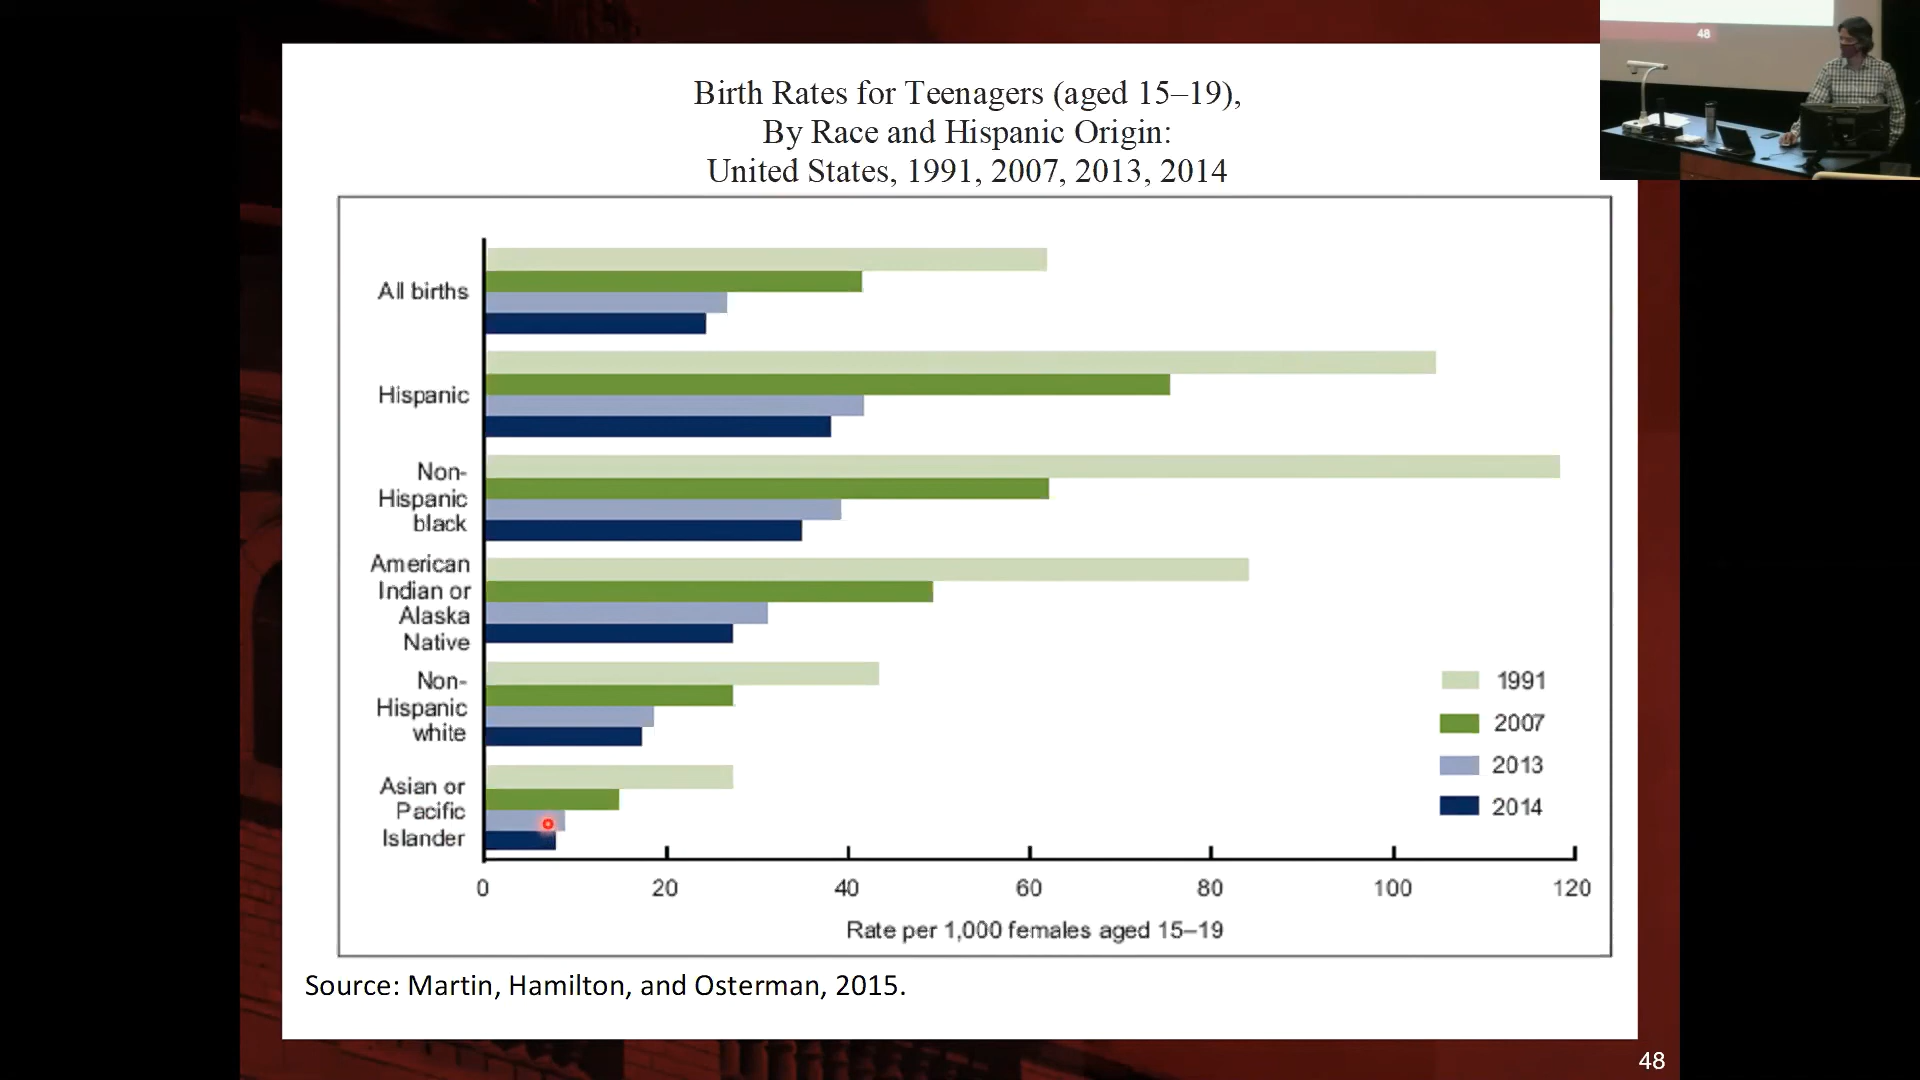 Birth Rates for Teenagers (aged 15–19),
By Race and Hispanic Origin:
United States, 1991, 2007, 2013, 2014
48
All births
Hispanic
Non-
Hispanic
black
American
Indian or
Alaska
Native
Non-
Hispanic
white
Asian or
Pacific
Islander
1991
2007
2013
2014
0 20 40 60 80 100 120
Rate per 1,000 females aged 15–19
Source: Martin, Hamilton, and Osterman, 2015.
48